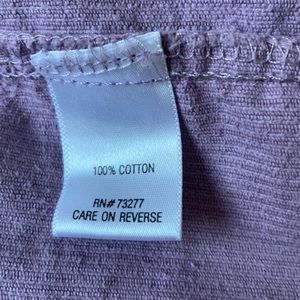 100% COTTON
RN# 73277
CARE ON REVERSE